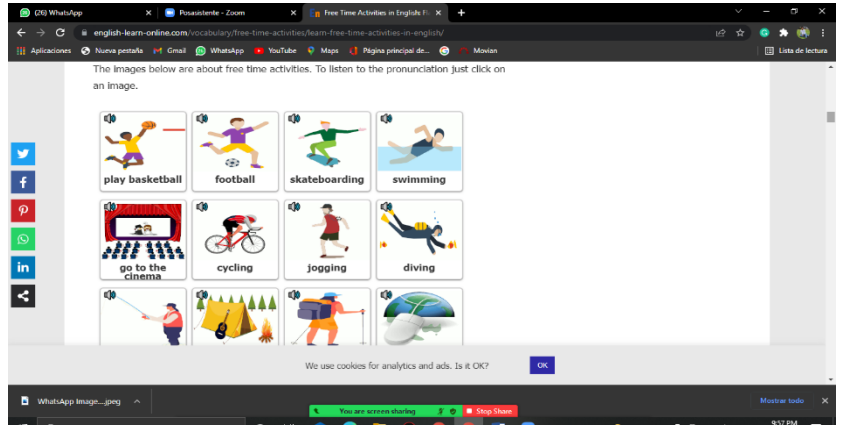 (26) WhatsApp
Posasistente - Zoom
Free Time Activities in English: F
english-learn-online.com/vocabulary/free-time-activities/learn-free-time-activities-in-english/
Aplicaciones Nueva pestaña Gmail WhatsApp YouTube Maps Página principal de... Movian Lista de lectura
The images below are about free time activities. To listen to the pronunciation just click on
an image.
play basketball football skateboarding swimming
go to the
cinema
cycling jogging diving
We use cookies for analytics and ads. Is it OK? OK
WhatsApp Image....jpeg
Mostrar todo
You are screen sharing Stop Share
9:57 PM